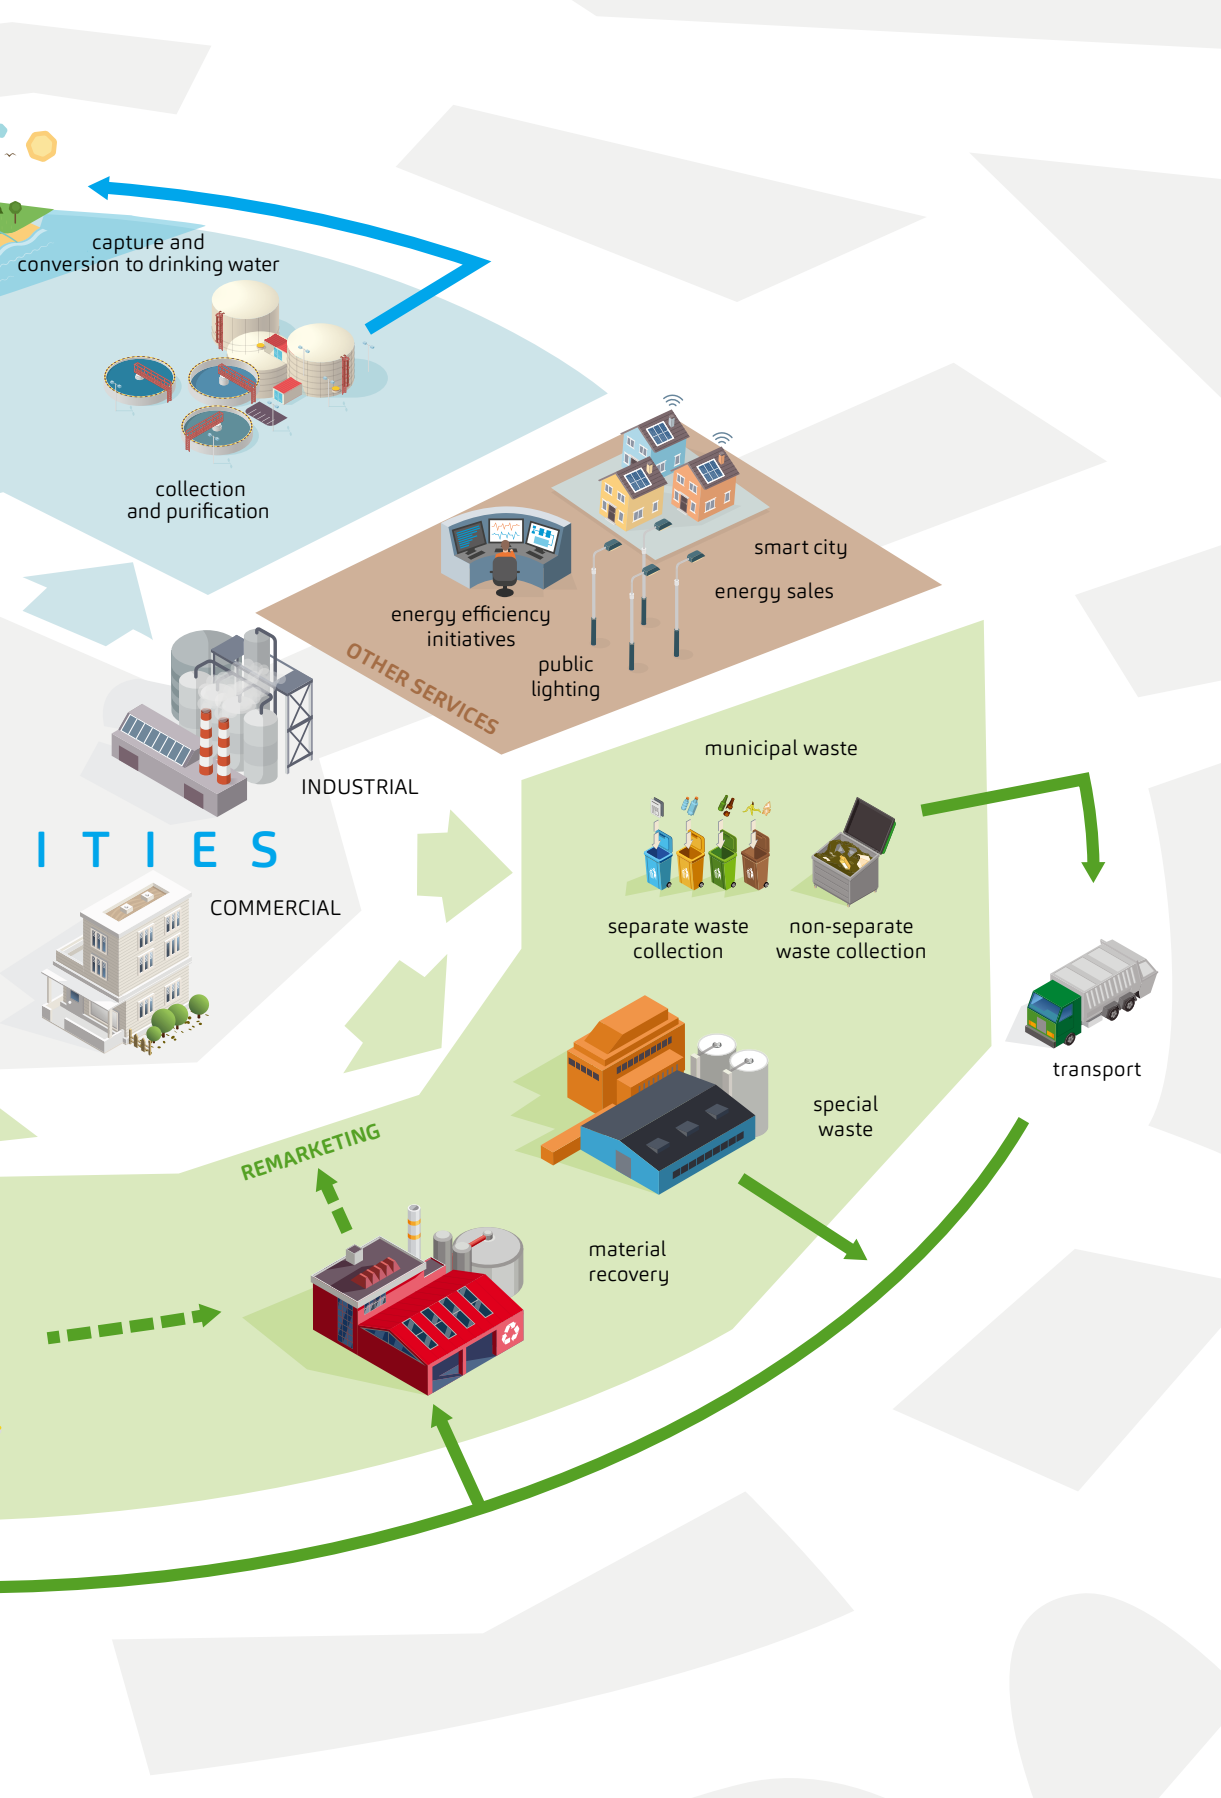 capture and
conversion to drinking water
collection
and purification
smart city
energy sales
energy efficiency
initiatives
public
lighting
OTHER SERVICES
INDUSTRIAL
ITIES
COMMERCIAL
municipal waste
separate waste
collection
non-separate
waste collection
transport
special
waste
REMARKETING
material
recovery